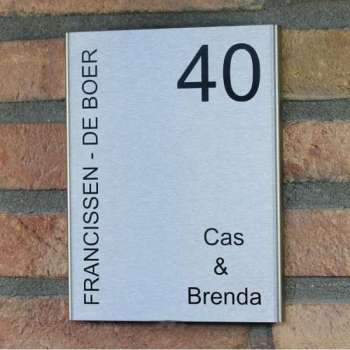 FRANCISSEN - DE BOER
40
Cas
&
Brenda